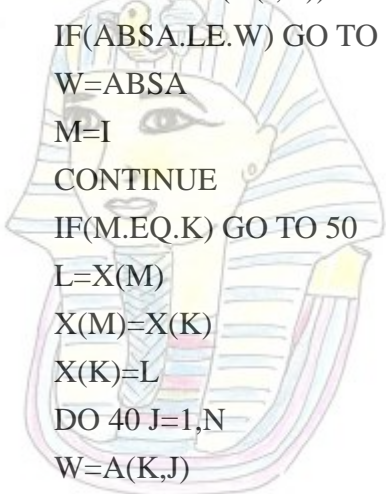 IF(ABSA.LE.W) GO TO
W=ABSA
M=I
CONTINUE
IF(M.EQ.K) GO TO 50
L=X(M)
X(M)=X(K)
X(K)=L
DO 40 J=1,N
W=A(K,J)